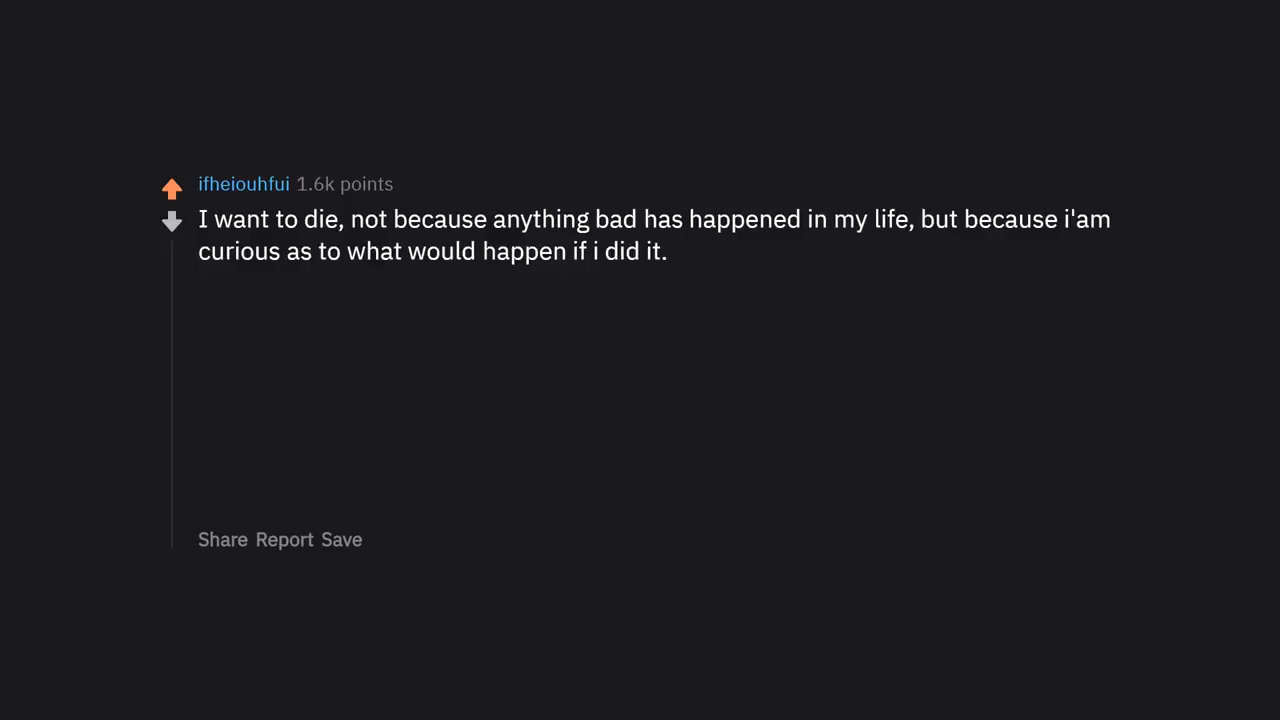 ifheiouhfui 1.6k points
I want to die, not because anything bad has happened in my life, but because i'am
curious as to what would happen if i did it.
Share Report Save